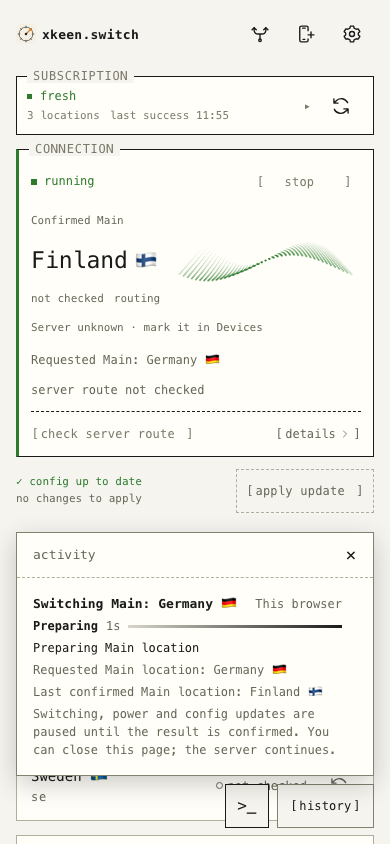 xkeen.switch
SUBSCRIPTION
fresh
3 locations last success 11:55
CONNECTION
running
[ stop ]
Confirmed Main
Finland
not checked routing
Server unknown · mark it in Devices
Requested Main: Germany
server route not checked
[check server route ]
[details > ]
✓ config up to date
no changes to apply
[apply update ]
activity
×
Switching Main: Germany
This browser
Preparing 1s
Preparing Main location
Requested Main location: Germany
Last confirmed Main location: Finland
Switching, power and config updates are
paused until the result is confirmed. You
can close this page; the server continues.
Sweden
not checked
se
>_
[history]